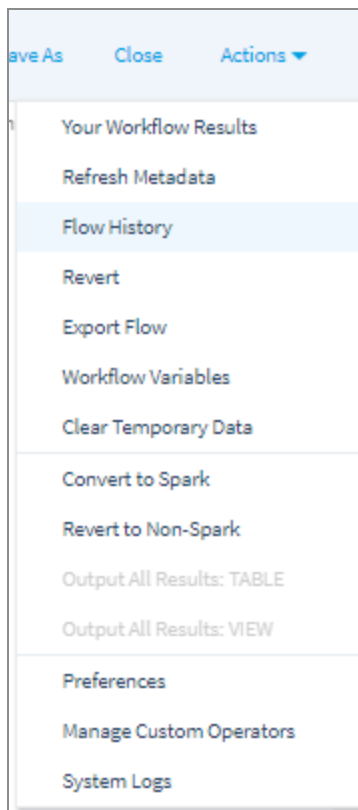 ave As Close Actions
Your Workflow Results
Refresh Metadata
Flow History
Revert
Export Flow
Workflow Variables
Clear Temporary Data
Convert to Spark
Revert to Non-Spark
Output All Results: TABLE
Output All Results: VIEW
Preferences
Manage Custom Operators
System Logs